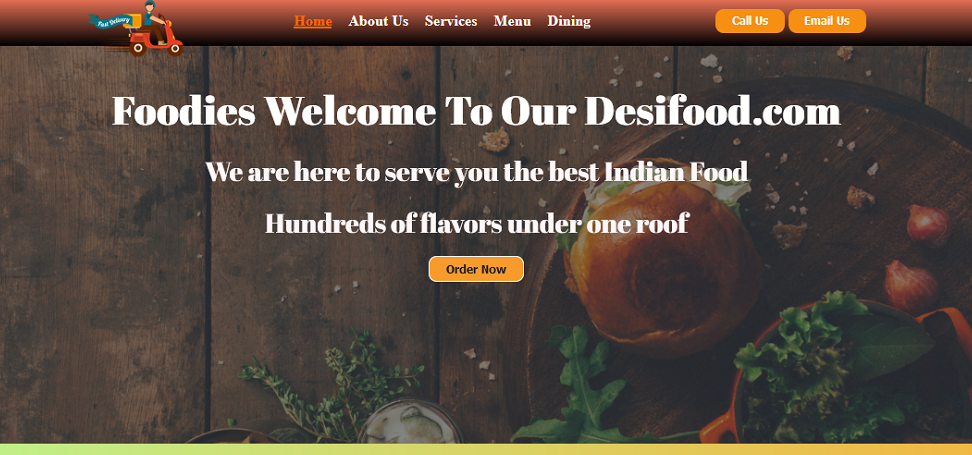 Fast Delivery
Home About Us Services Menu Dining Call Us Email Us
Foodies Welcome To Our Desifood.com
We are here to serve you the best Indian Food
Hundreds of flavors under one roof
Order Now